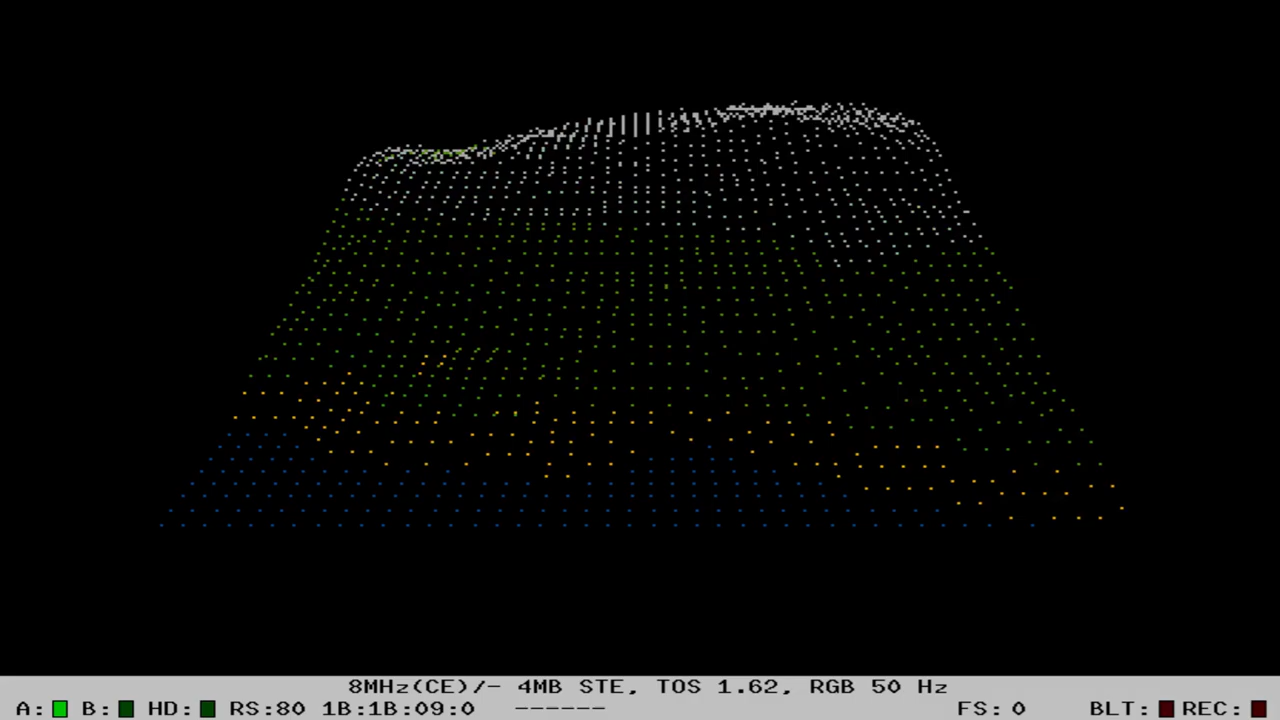 8MHz(CE)/- 4MB STE, TOS 1.62, RGB 50 Hz
A: B: HD: RS:80 1B:1B:09:0 ------ FS: 0 BLT: REC: